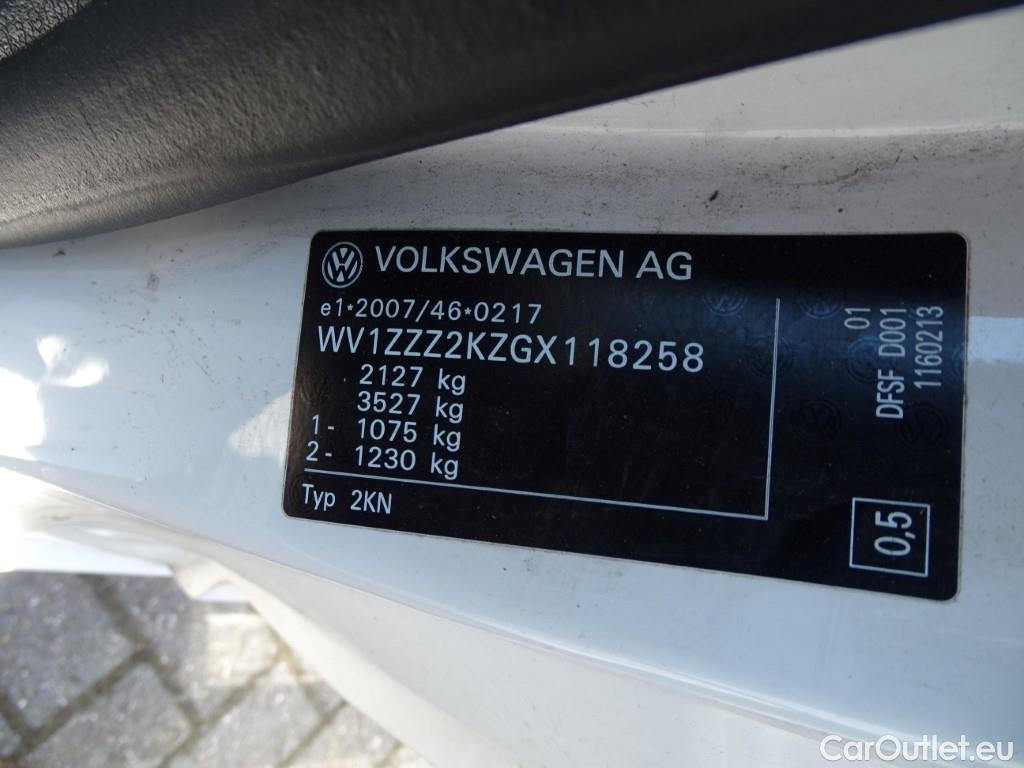 VOLKSWAGEN AG
e1*2007/46*0217
WV1ZZZ2KZGX118258
2127 kg
3527 kg
1- 1075 kg
2- 1230 kg
Typ 2KN
01
DFSF D001
1160213
0,5
CarOutlet.eu